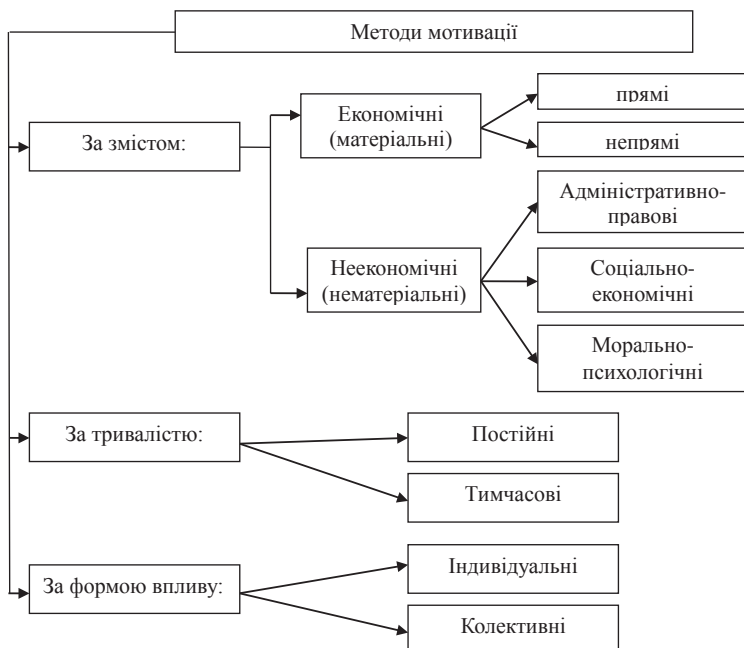 Методи мотивації
За змістом:
Економічні
(матеріальні)
прямі
непрямі
Неекономічні
(нематеріальні)
Адміністративно-
правові
Соціально-
економічні
Морально-
психологічні
За тривалістю:
Постійні
Тимчасові
За формою впливу:
Індивідуальні
Колективні